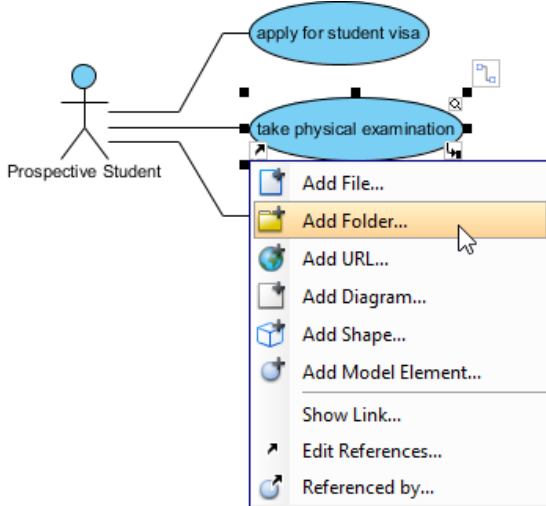 apply for student visa
take physical examination
Prospective Student
Add File...
Add Folder...
Add URL...
Add Diagram...
Add Shape...
Add Model Element...
Show Link...
Edit References...
Referenced by...